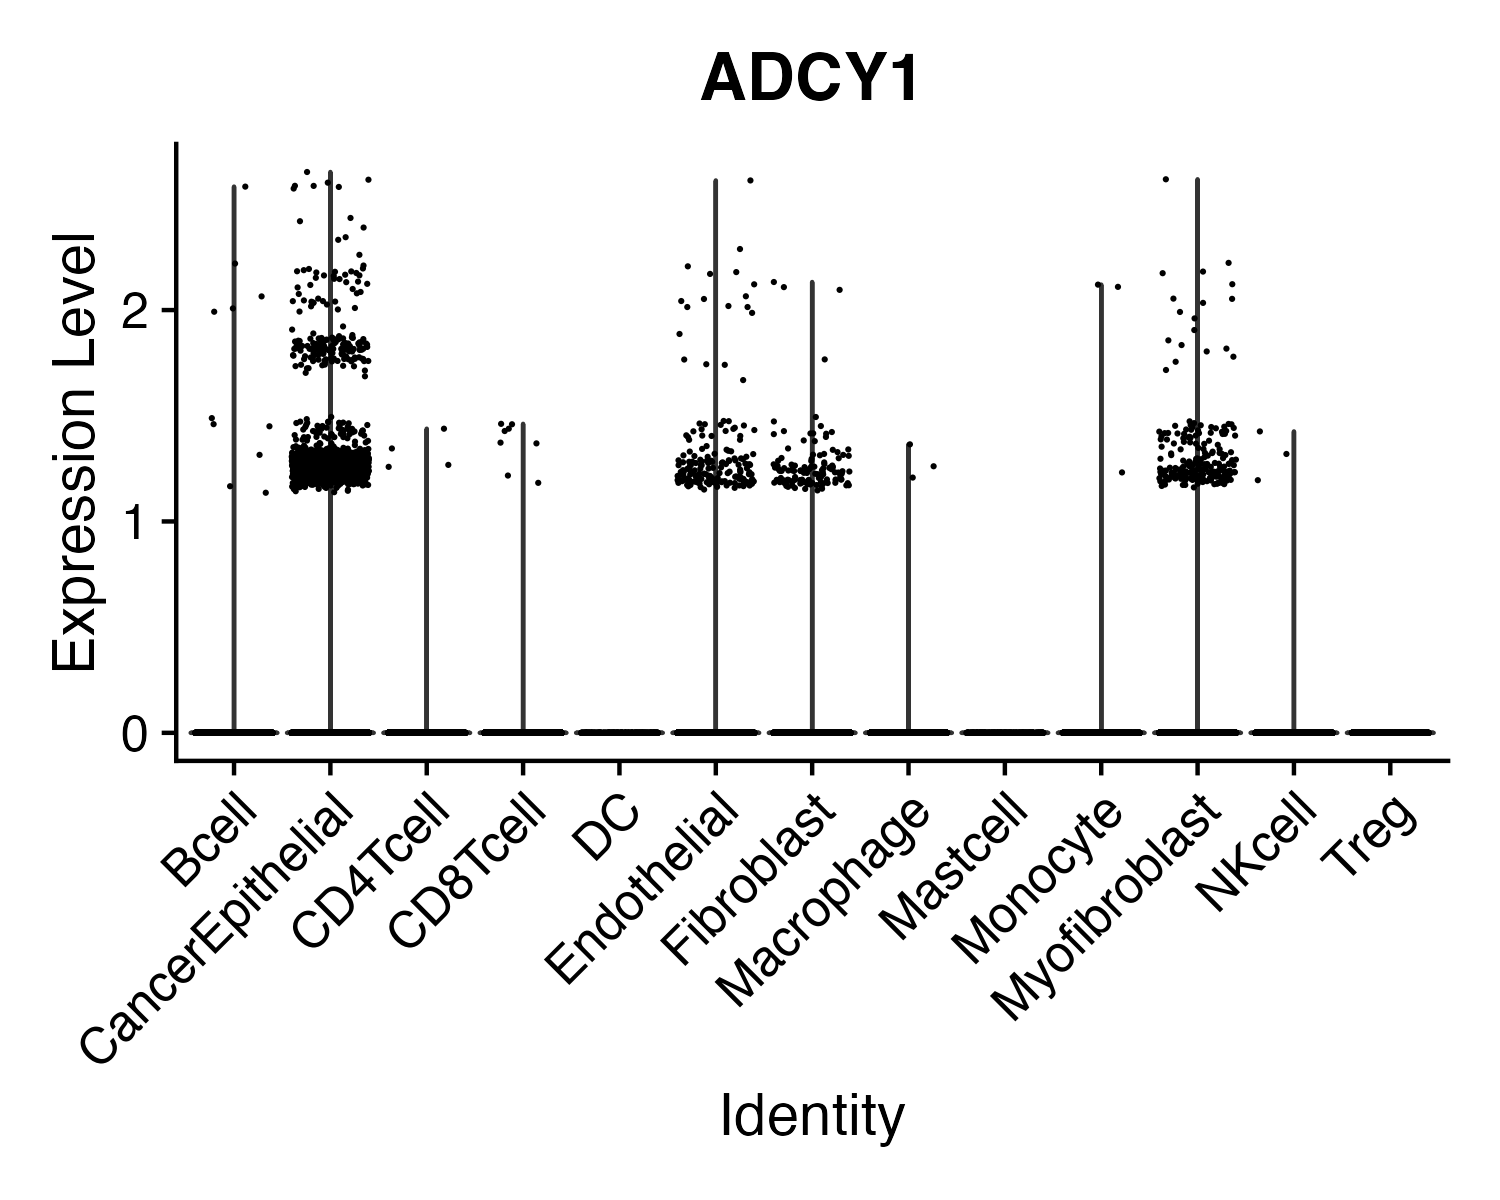 ADCY1
Expression Level
2
1
0
Bcell
CancerEpithelial
CD4Tcell
CD8Tcell
DC
Endothelial
Fibroblast
Macrophage
Mastcell
Monocyte
Myofibroblast
NKcell
Treg
Identity